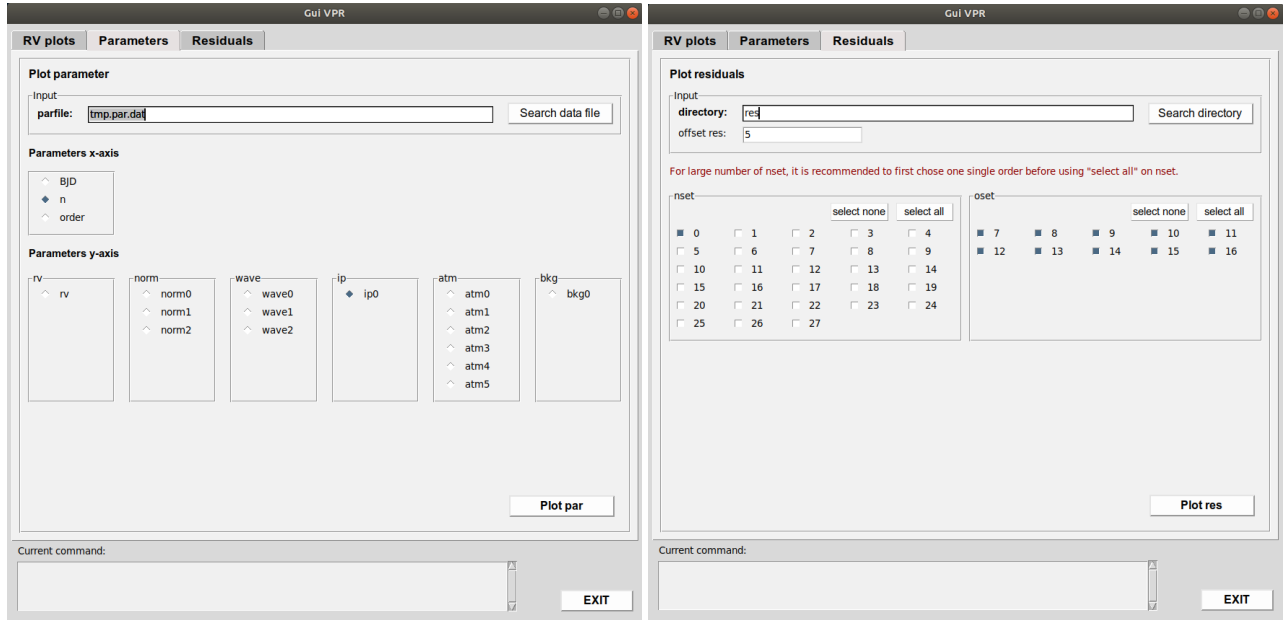 Gui VPR
RV plots Parameters Residuals
Plot parameter
Input
parfile: tmp.par.dat Search data file
Parameters x-axis
BJD
n
order
Parameters y-axis
rv norm wave ip atm bkg
rv norm0 wave0 ip0 atm0 bkg0
norm1 wave1 atm1
norm2 wave2 atm2
atm3
atm4
atm5
Plot par
Current command:
EXIT
Gui VPR
RV plots Parameters Residuals
Plot residuals
Input
directory: res Search directory
offset res: 5
For large number of nset, it is recommended to first chose one single order before using "select all" on nset.
nset oset
select none select all select none select all
0 1 2 3 4 7 8 9 10 11
5 6 7 8 9 12 13 14 15 16
10 11 12 13 14
15 16 17 18 19
20 21 22 23 24
25 26 27
Plot res
Current command:
EXIT